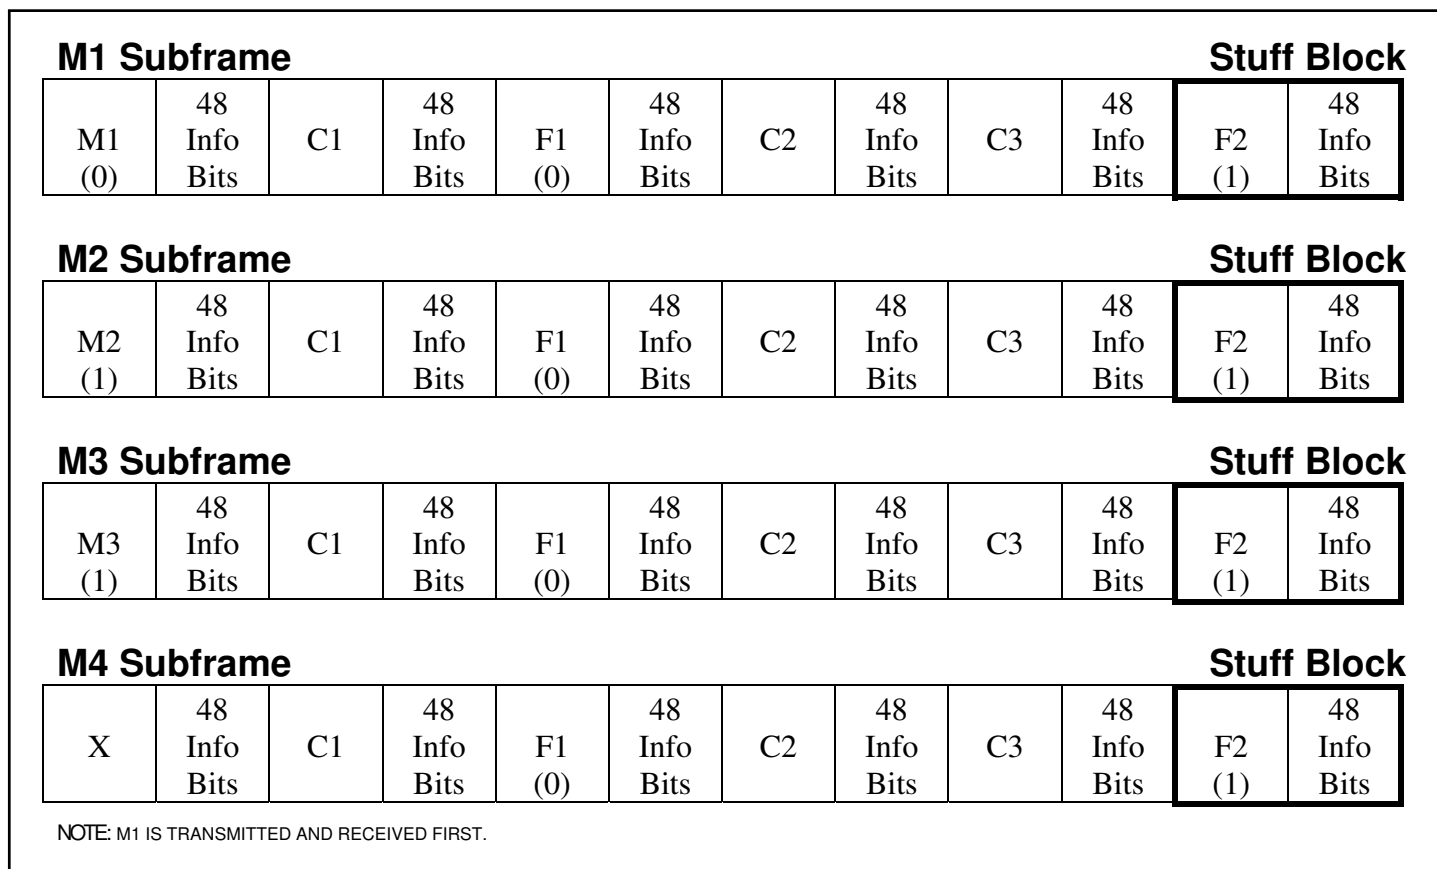 M1 Subframe Stuff Block
48 48 48 48 48 48
M1 Info C1 Info F1 Info C2 Info C3 Info F2 Info
(0) Bits Bits (0) Bits Bits Bits (1) Bits
M2 Subframe Stuff Block
48 48 48 48 48 48
M2 Info C1 Info F1 Info C2 Info C3 Info F2 Info
(1) Bits Bits (0) Bits Bits Bits (1) Bits
M3 Subframe Stuff Block
48 48 48 48 48 48
M3 Info C1 Info F1 Info C2 Info C3 Info F2 Info
(1) Bits Bits (0) Bits Bits Bits (1) Bits
M4 Subframe Stuff Block
48 48 48 48 48 48
X Info C1 Info F1 Info C2 Info C3 Info F2 Info
Bits Bits (0) Bits Bits Bits (1) Bits
NOTE: M1 IS TRANSMITTED AND RECEIVED FIRST.